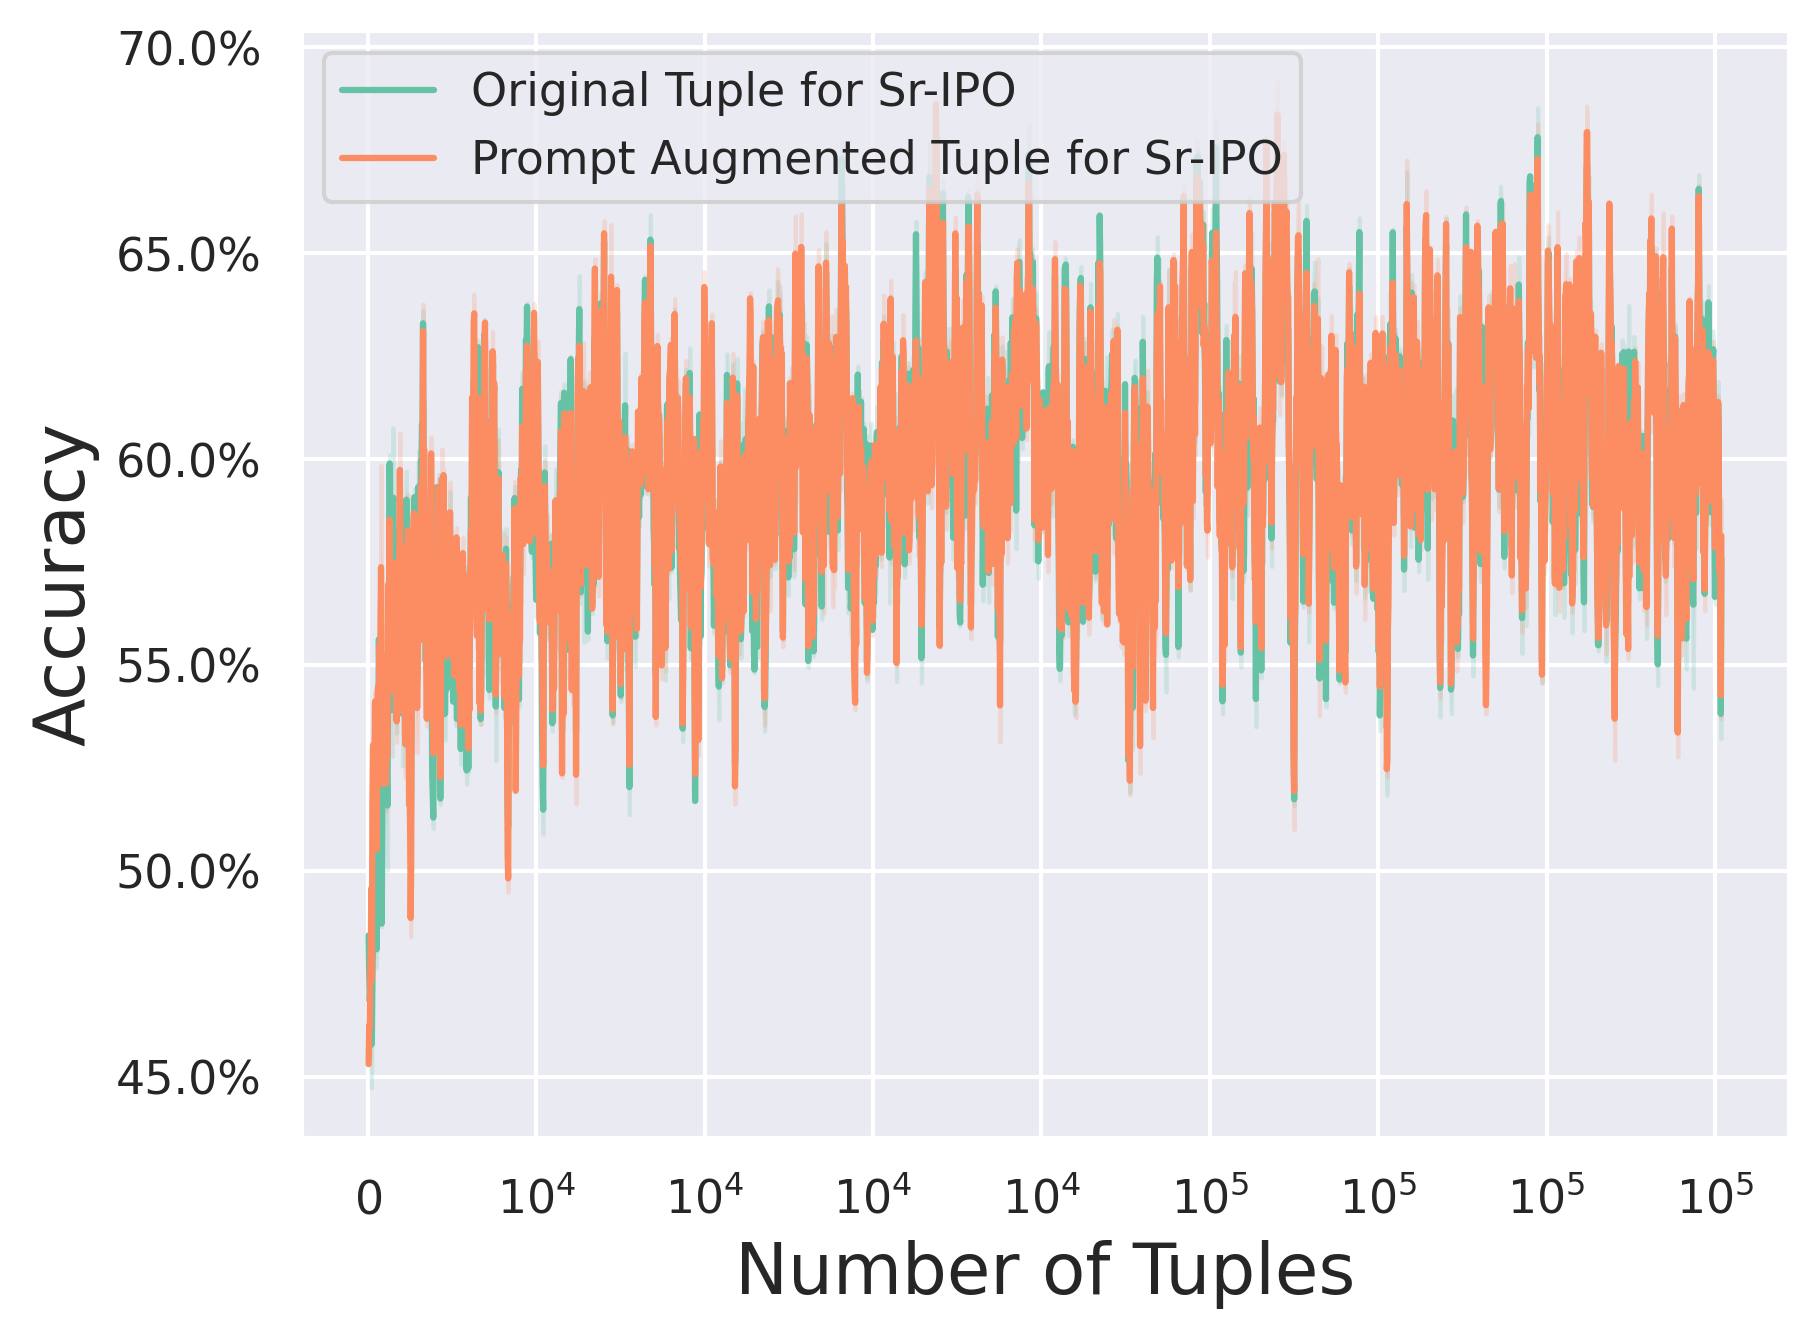 70.0%
Original Tuple for Sr-IPO
Prompt Augmented Tuple for Sr-IPO
65.0%
60.0%
55.0%
50.0%
45.0%
Accuracy
0 10⁴ 10⁴ 10⁴ 10⁴ 10⁵ 10⁵ 10⁵ 10⁵
Number of Tuples